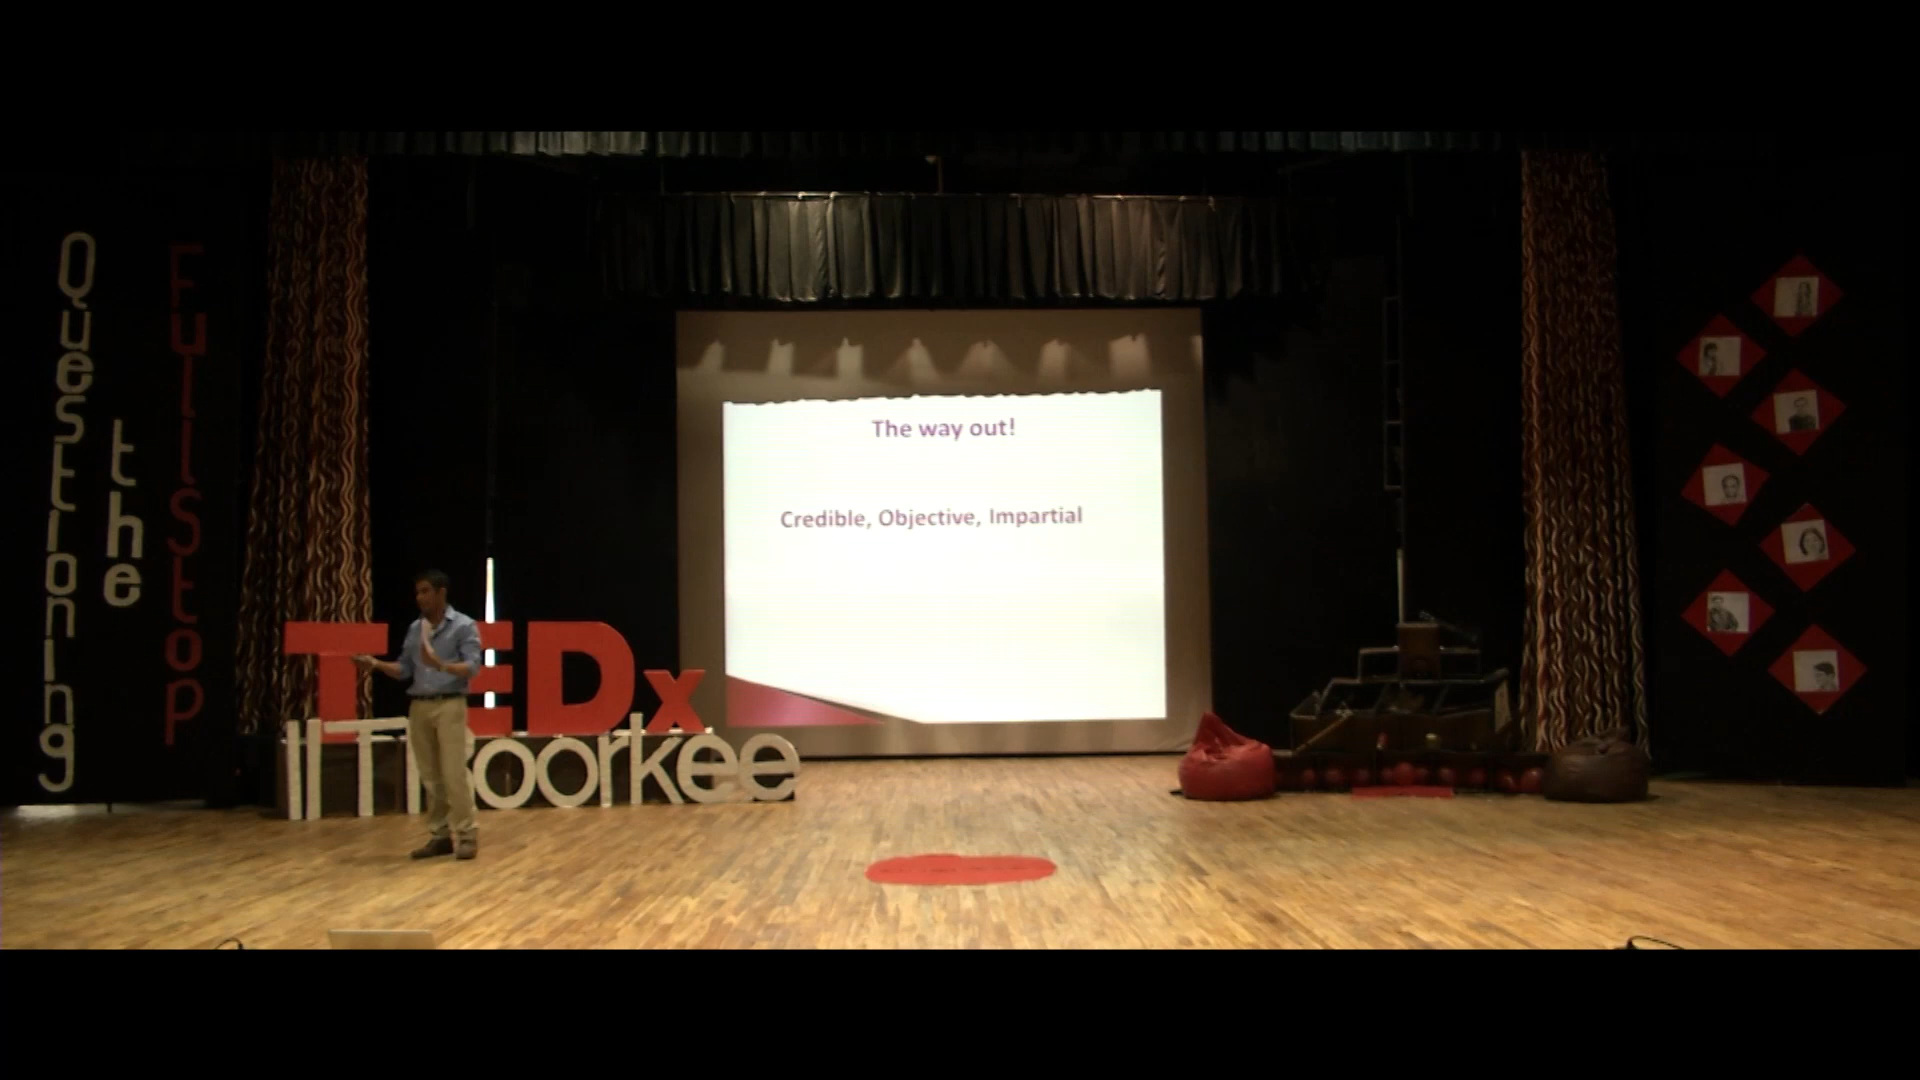 Questioning
the
FullStop
TEDx
IIT Roorkee
The way out!
Credible, Objective, Impartial